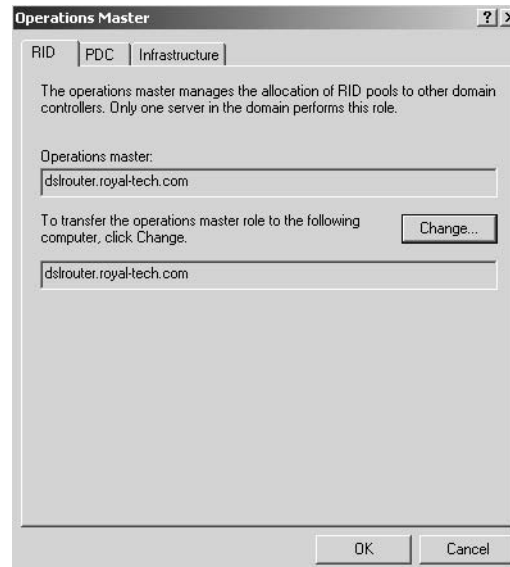 Operations Master
RID PDC Infrastructure
The operations master manages the allocation of RID pools to other domain
controllers. Only one server in the domain performs this role.
Operations master:
dslrouter.royal-tech.com
To transfer the operations master role to the following
computer, click Change.
Change...
dslrouter.royal-tech.com
OK Cancel